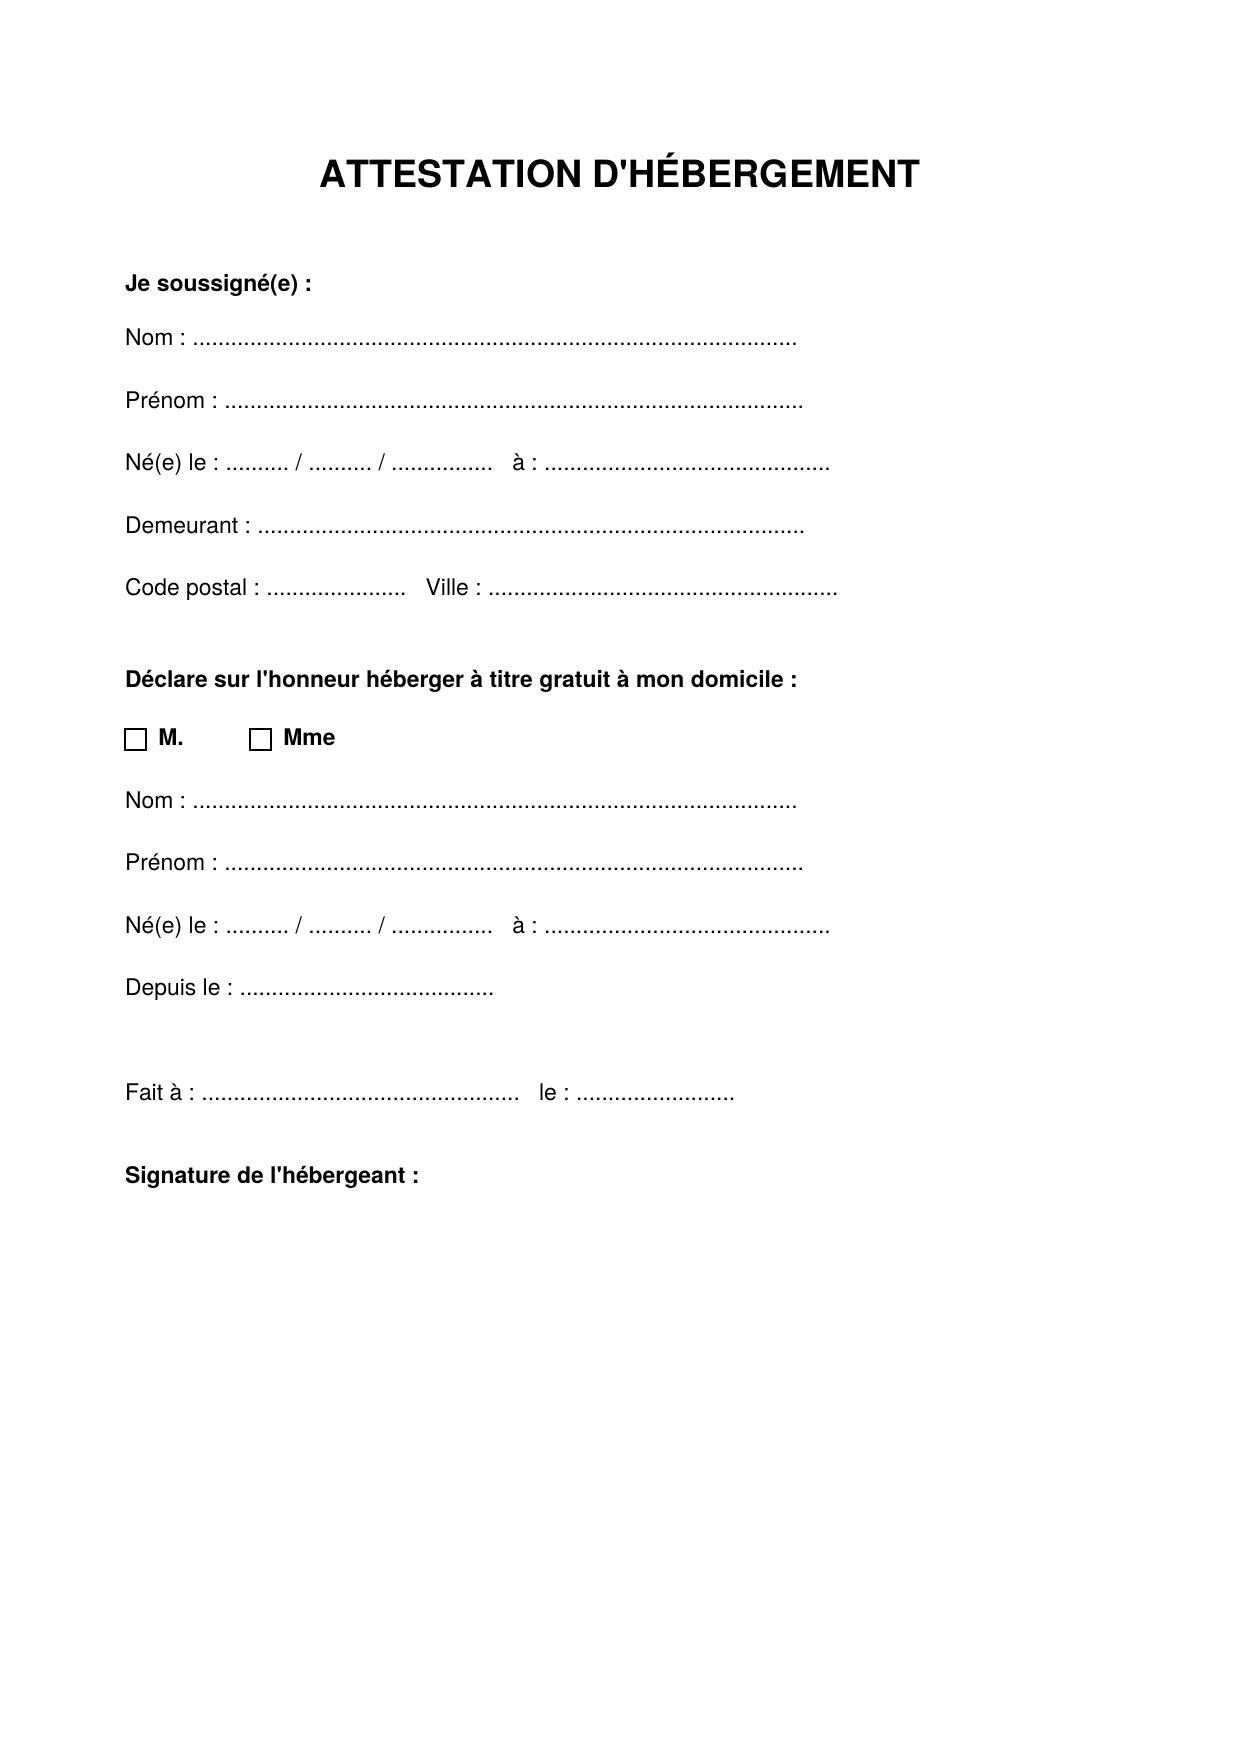 ATTESTATION D'HÉBERGEMENT
Je soussigné(e) :
Nom : ...............................................................................................
Prénom : ...........................................................................................
Né(e) le : .......... / .......... / ................ à : .............................................
Demeurant : ......................................................................................
Code postal : ...................... Ville : .......................................................
Déclare sur l'honneur héberger à titre gratuit à mon domicile :
☐ M. ☐ Mme
Nom : ...............................................................................................
Prénom : ...........................................................................................
Né(e) le : .......... / .......... / ................ à : .............................................
Depuis le : ........................................
Fait à : .................................................. le : .........................
Signature de l'hébergeant :